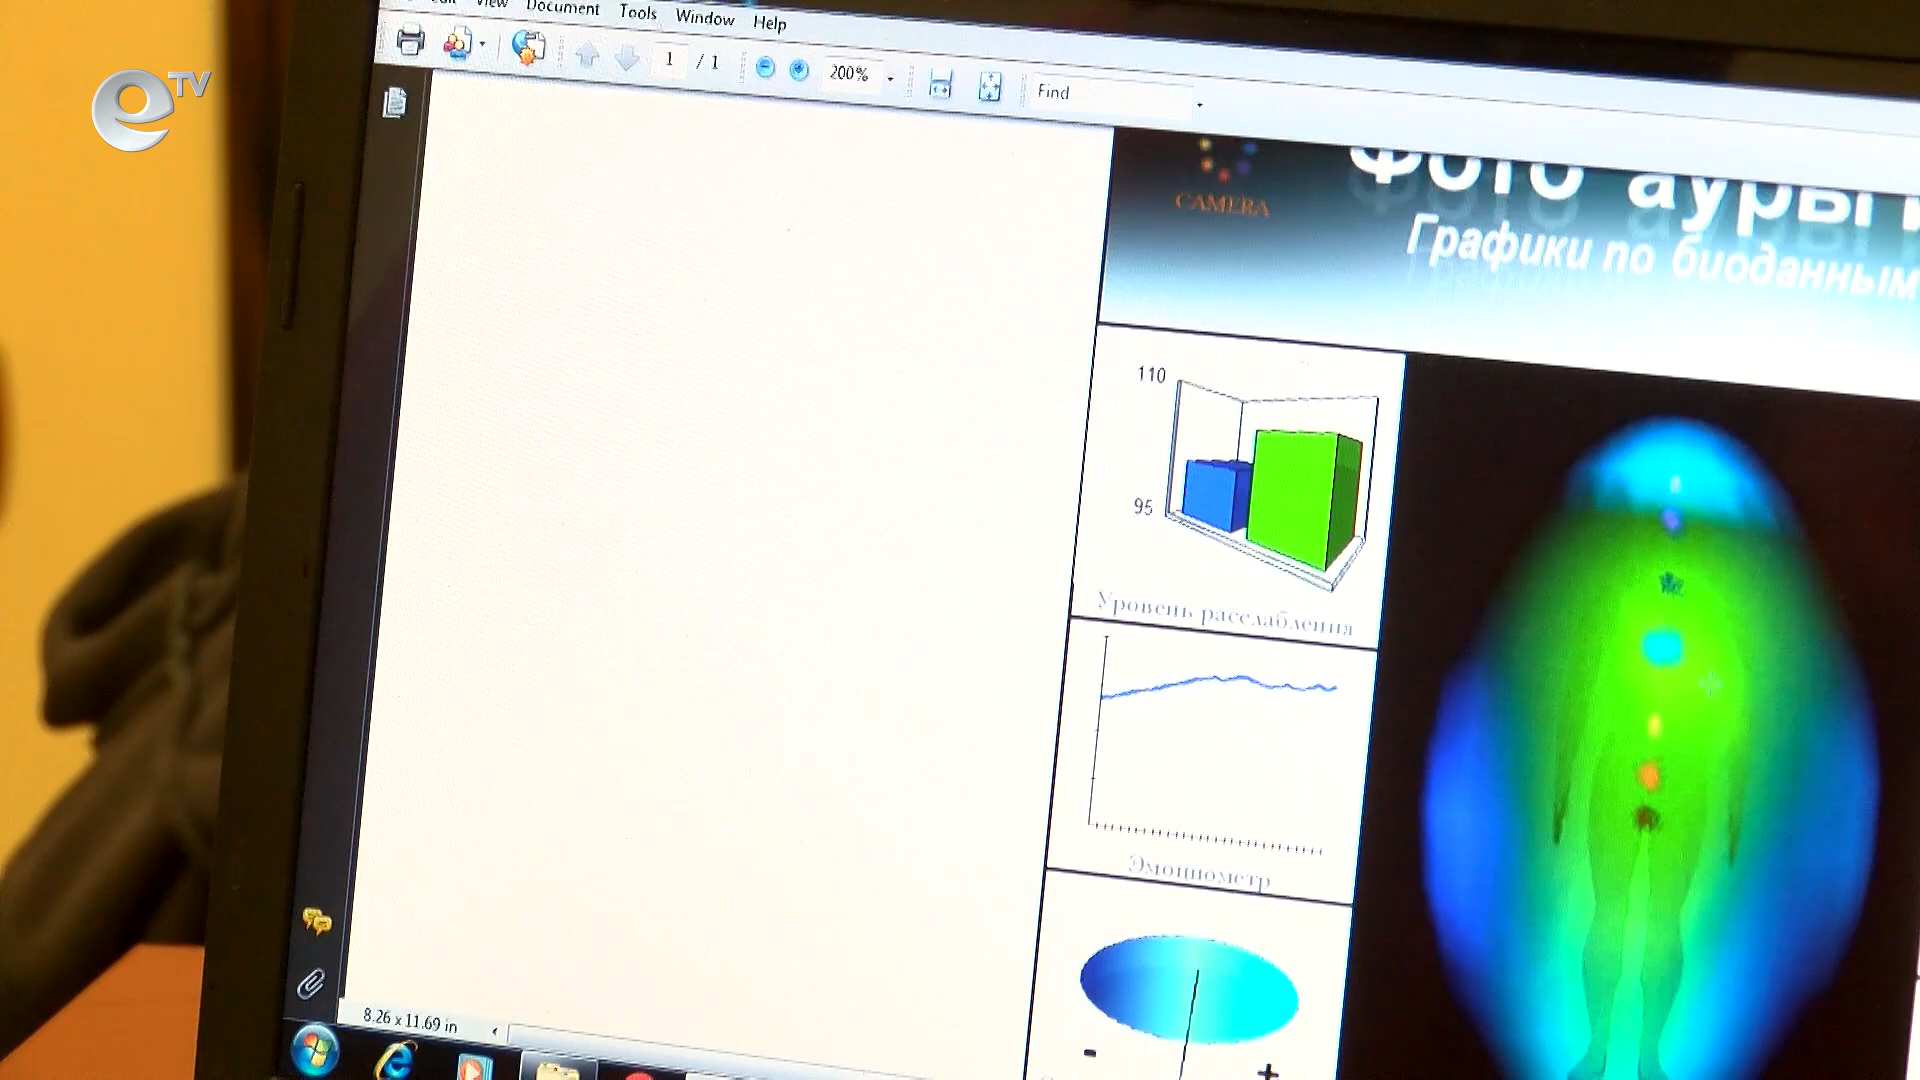 View Document Tools Window Help
1 / 1 200% Find
e TV
CAMERA
Фото ауры
Графики по биоданным
110
95
Уровень расслабления
Эмоциометр
- +
8.26 x 11.69 in